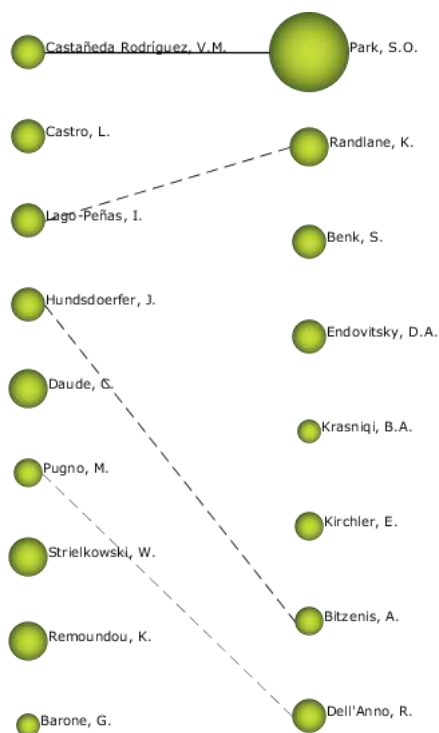 Castañeda Rodríguez, V.M.
Castro, L.
Lago-Peñas, I.
Hundsdoerfer, J.
Daude, C.
Pugno, M.
Strielkowski, W.
Remoundou, K.
Barone, G.
Park, S.O.
Randlane, K.
Benk, S.
Endovitsky, D.A.
Krasniqi, B.A.
Kirchler, E.
Bitzenis, A.
Dell'Anno, R.